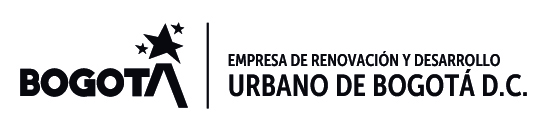 BOGOTÁ
EMPRESA DE RENOVACIÓN Y DESARROLLO
URBANO DE BOGOTÁ D.C.